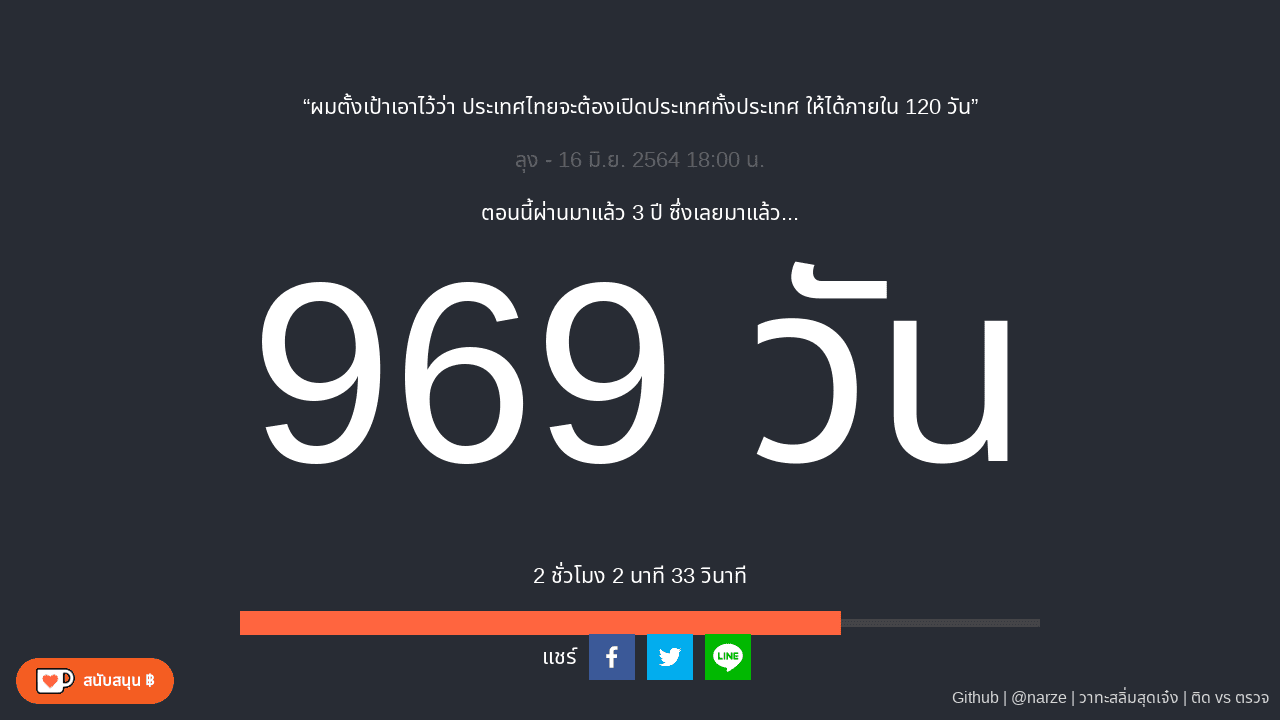 “ผมตั้งเป้าเอาไว้ว่า ประเทศไทยจะต้องเปิดประเทศทั้งประเทศ ให้ได้ภายใน 120 วัน”
ลุง - 16 มิ.ย. 2564 18:00 น.
ตอนนี้ผ่านมาแล้ว 3 ปี ซึ่งเลยมาแล้ว...
969 วัน
2 ชั่วโมง 2 นาที 33 วินาที
แชร์
LINE
สนับสนุน ฿
Github | @narze | วาทะสลิ่มสุดเจ๋ง | ติด vs ตรวจ